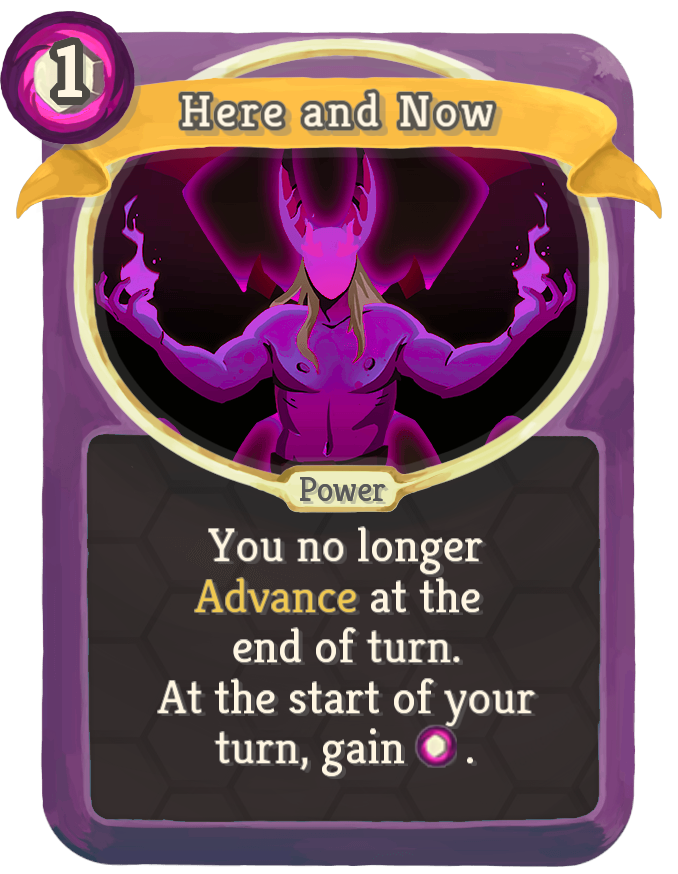 1
Here and Now
Power
You no longer
Advance at the
end of turn.
At the start of your
turn, gain .